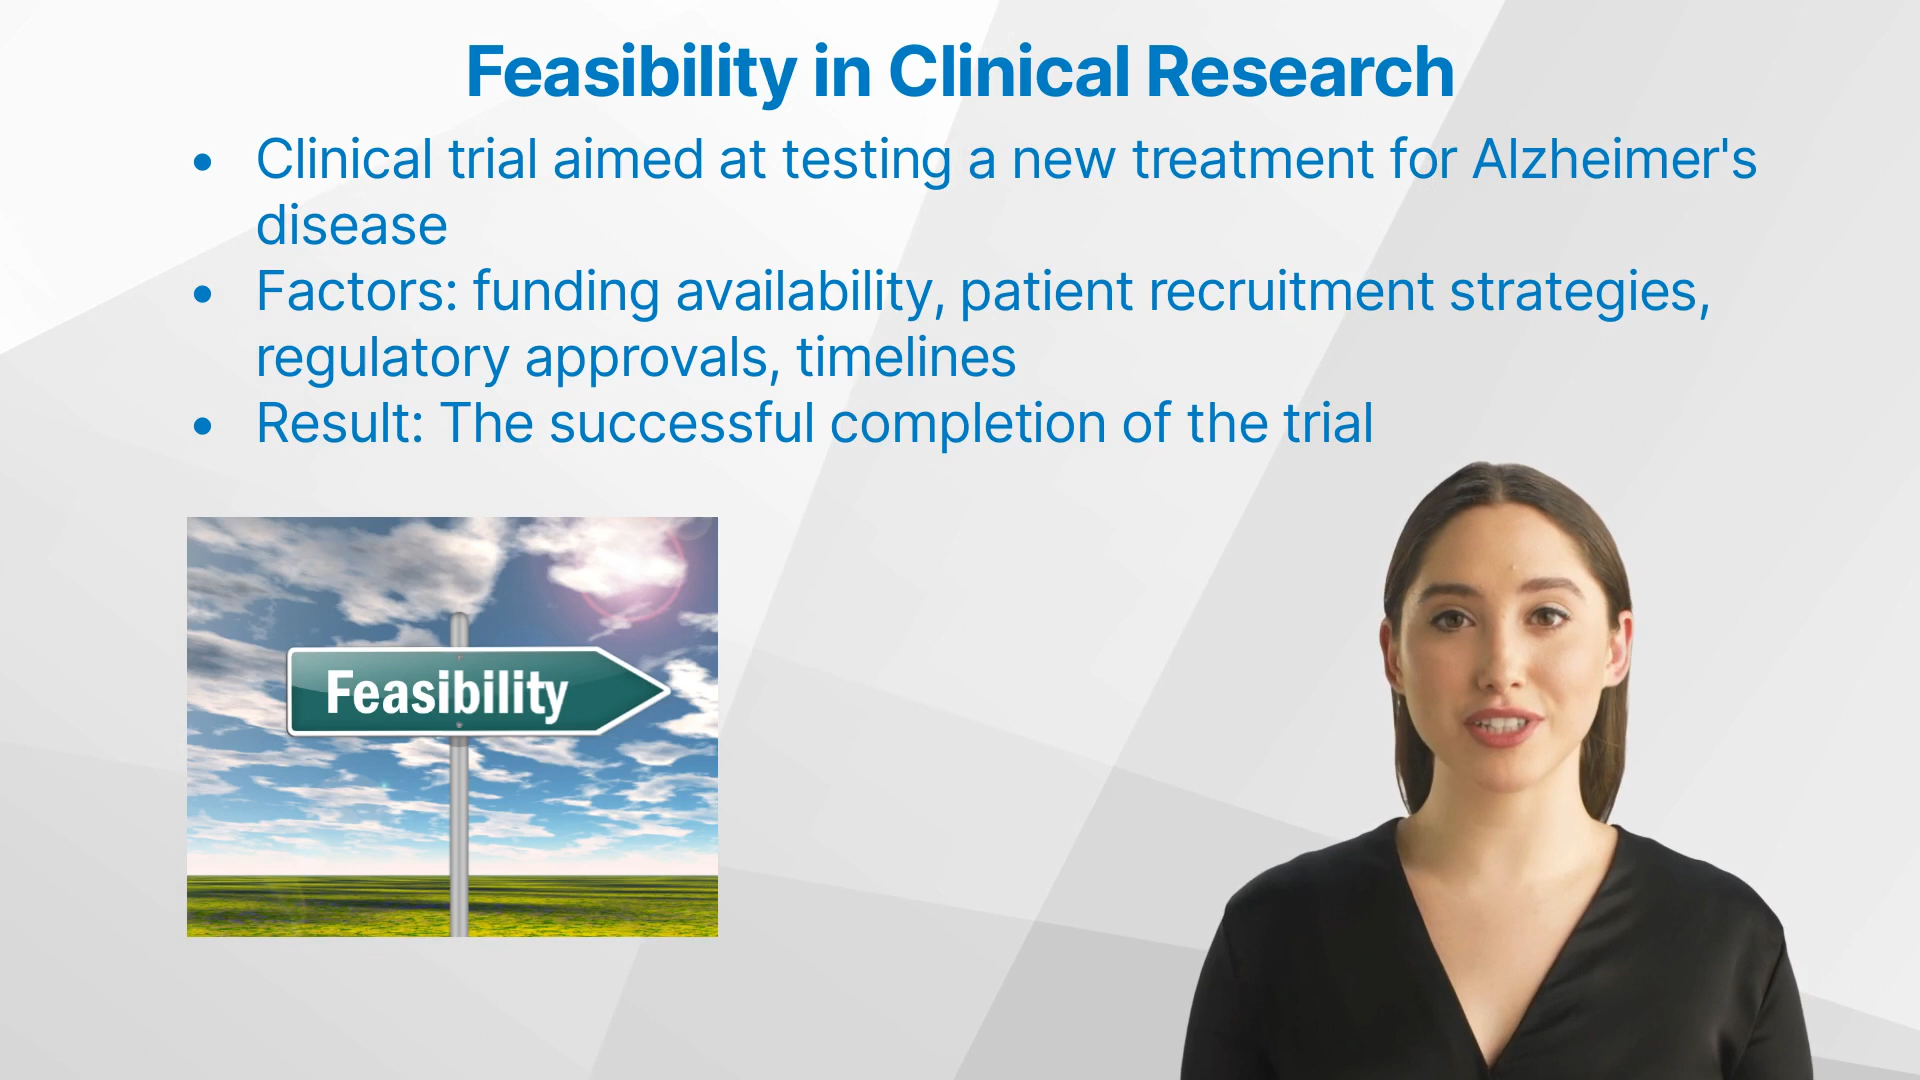 Feasibility in Clinical Research
• Clinical trial aimed at testing a new treatment for Alzheimer's
disease
• Factors: funding availability, patient recruitment strategies,
regulatory approvals, timelines
• Result: The successful completion of the trial
Feasibility